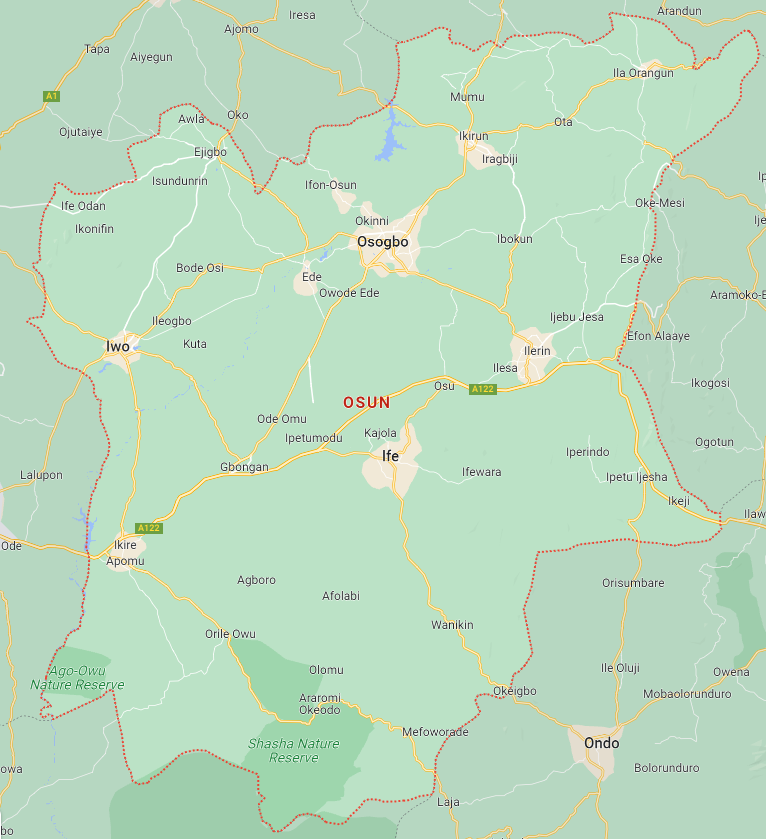 Arandun
Iresa
Ajomo
Tapa
Aiyegun
Ila Orangun
A1
Mumu
Awla
Oko
Ota
Ojutaiye
Ikirun
Ejigbo
Iragbiji
Isundunrin
Ifon-Osun
Ip
Ife Odan
Oke-Mesi
Okinni
Ije
Ikonifin
Osogbo
Ibokun
Esa Oke
Bode Osi
Ede
Owode Ede
Aramoko-E
Ijebu Jesa
Ileogbo
Efon Alaaye
Iwo
Kuta
Ilerin
Ilesa
Osu
A122
Ikogosi
OSUN
Ode Omu
Kajola
Ipetumodu
Ogotun
Iperindo
Ife
Gbongan
Ifewara
Lalupon
Ipetu Ijesha
Ikeji
Ilaw
A122
Ode
Ikire
Apomu
Agboro
Orisumbare
Afolabi
Wanikin
Orile Owu
Ago-Owu
Nature Reserve
Olomu
Ile Oluji
Owena
Okeigbo
Mobaolorunduro
Araromi
Okeodo
Mefoworade
Shasha Nature
Reserve
Ondo
owa
Bolorunduro
Laja
bo